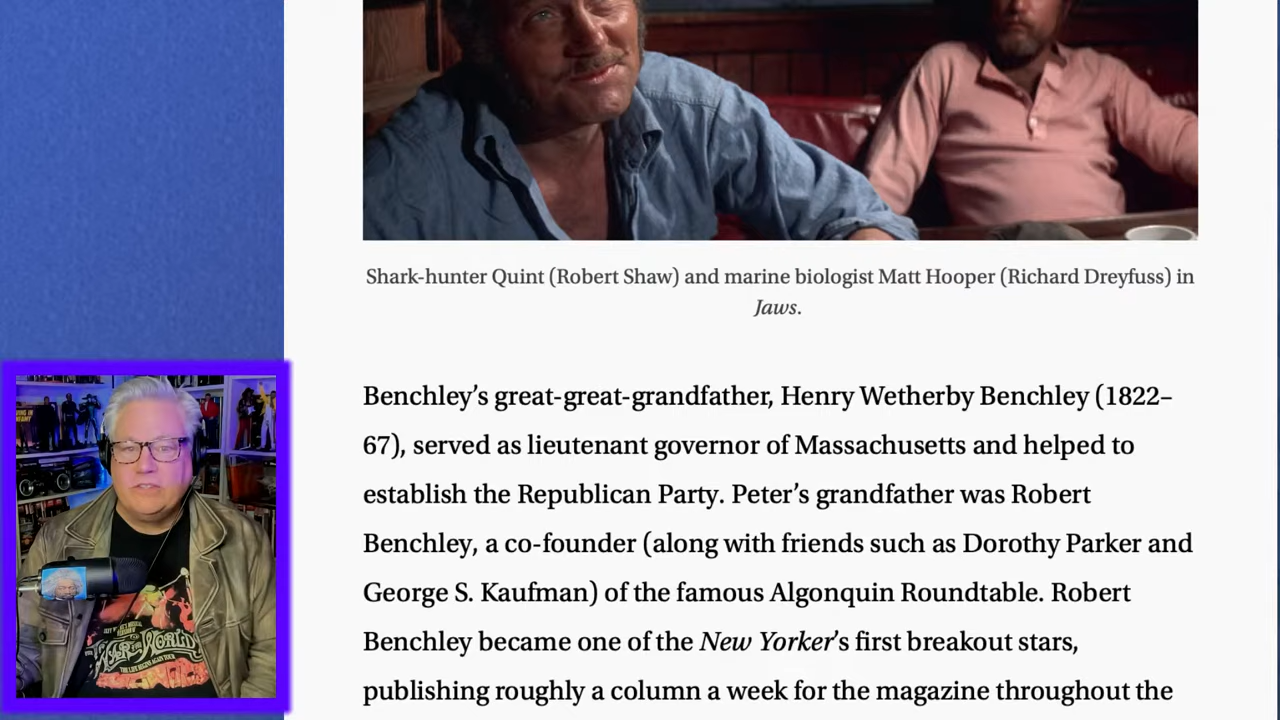 Shark-hunter Quint (Robert Shaw) and marine biologist Matt Hooper (Richard Dreyfuss) in
Jaws.
Benchley’s great-great-grandfather, Henry Wetherby Benchley (1822–
67), served as lieutenant governor of Massachusetts and helped to
establish the Republican Party. Peter’s grandfather was Robert
Benchley, a co-founder (along with friends such as Dorothy Parker and
George S. Kaufman) of the famous Algonquin Roundtable. Robert
Benchley became one of the New Yorker’s first breakout stars,
publishing roughly a column a week for the magazine throughout the
WORLD